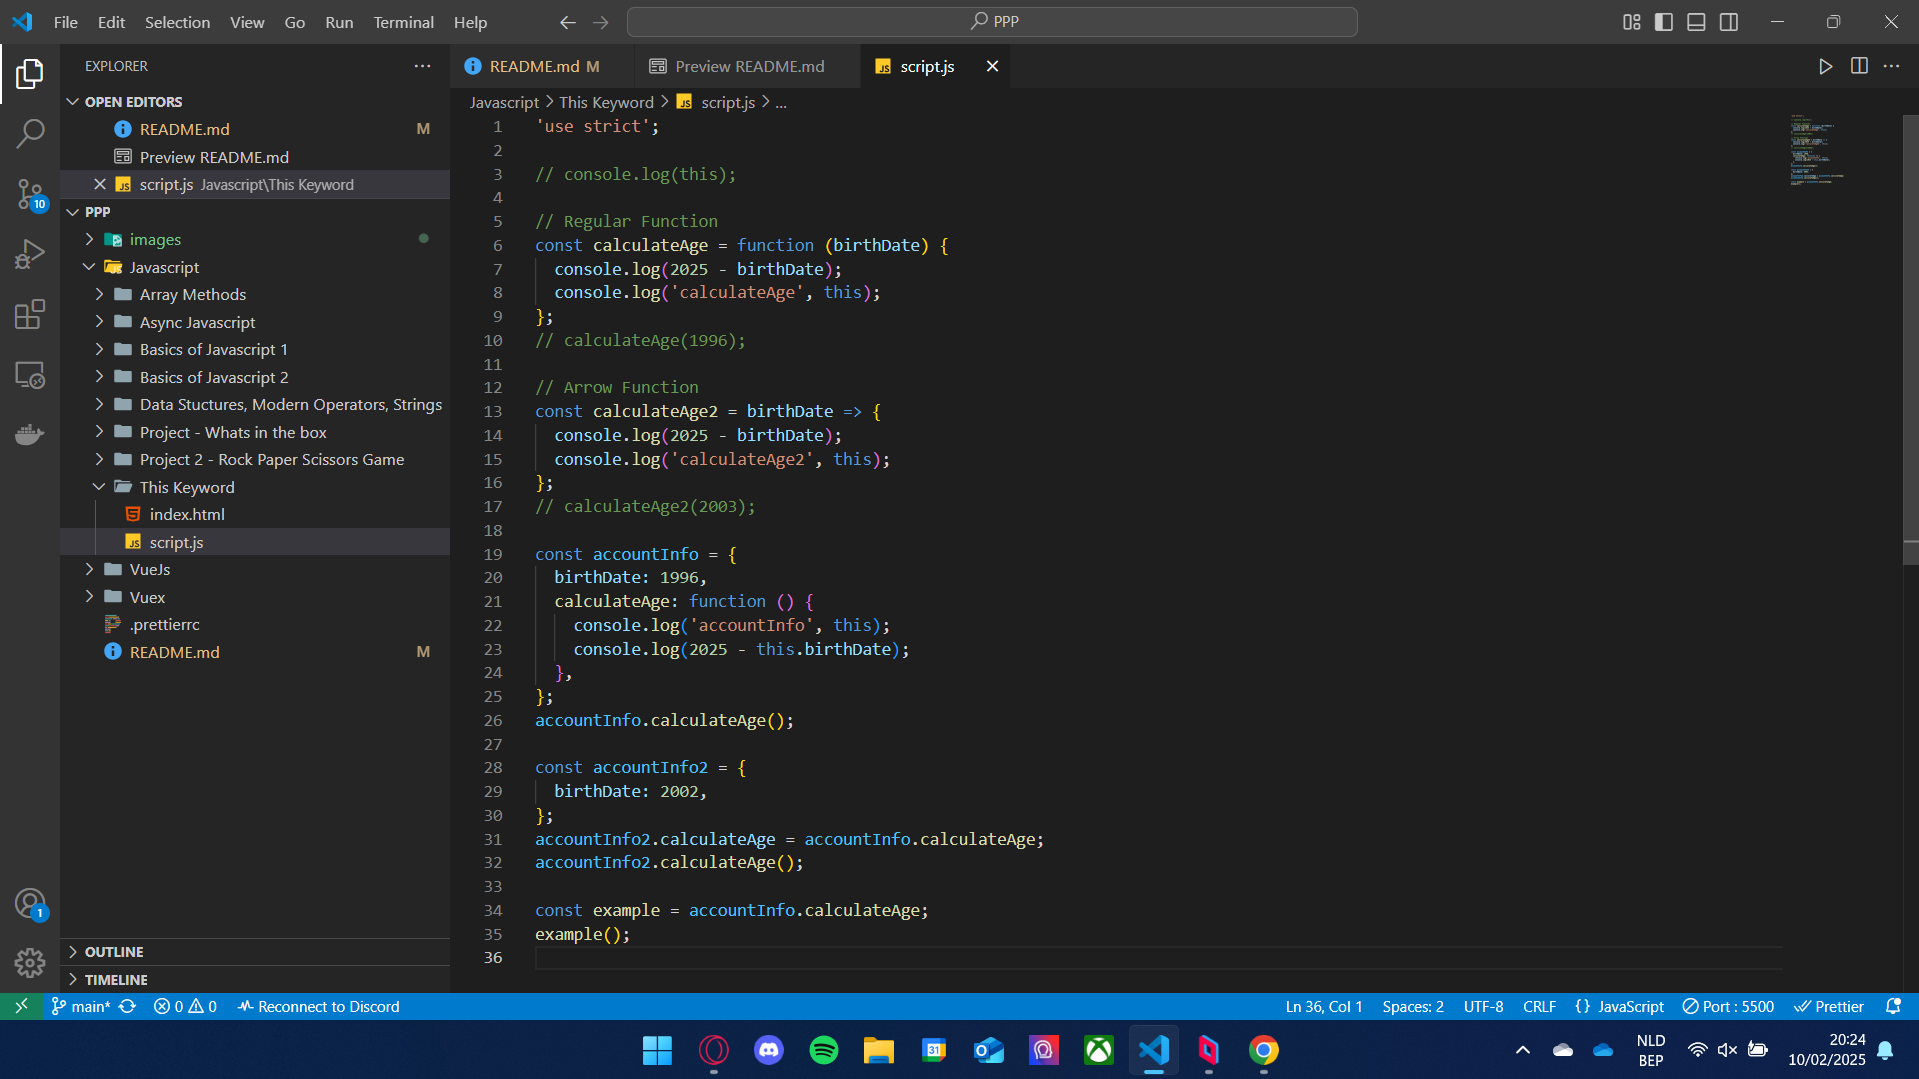 File Edit Selection View Go Run Terminal Help
PPP
EXPLORER
OPEN EDITORS
README.md M
Preview README.md
script.js Javascript\This Keyword
PPP
images
Javascript
Array Methods
Async Javascript
Basics of Javascript 1
Basics of Javascript 2
Data Stuctures, Modern Operators, Strings
Project - Whats in the box
Project 2 - Rock Paper Scissors Game
This Keyword
index.html
script.js
VueJs
Vuex
.prettierrc
README.md M
OUTLINE
TIMELINE
10
1
README.md M Preview README.md script.js
Javascript > This Keyword > script.js > ...
1 'use strict';
2
3 // console.log(this);
4
5 // Regular Function
6 const calculateAge = function (birthDate) {
7 console.log(2025 - birthDate);
8 console.log('calculateAge', this);
9 };
10 // calculateAge(1996);
11
12 // Arrow Function
13 const calculateAge2 = birthDate => {
14 console.log(2025 - birthDate);
15 console.log('calculateAge2', this);
16 };
17 // calculateAge2(2003);
18
19 const accountInfo = {
20 birthDate: 1996,
21 calculateAge: function () {
22 console.log('accountInfo', this);
23 console.log(2025 - this.birthDate);
24 },
25 };
26 accountInfo.calculateAge();
27
28 const accountInfo2 = {
29 birthDate: 2002,
30 };
31 accountInfo2.calculateAge = accountInfo.calculateAge;
32 accountInfo2.calculateAge();
33
34 const example = accountInfo.calculateAge;
35 example();
36
main* 0 0 Reconnect to Discord Ln 36, Col 1 Spaces: 2 UTF-8 CRLF {} JavaScript Port : 5500 Prettier
NLD
BEP
20:24
10/02/2025